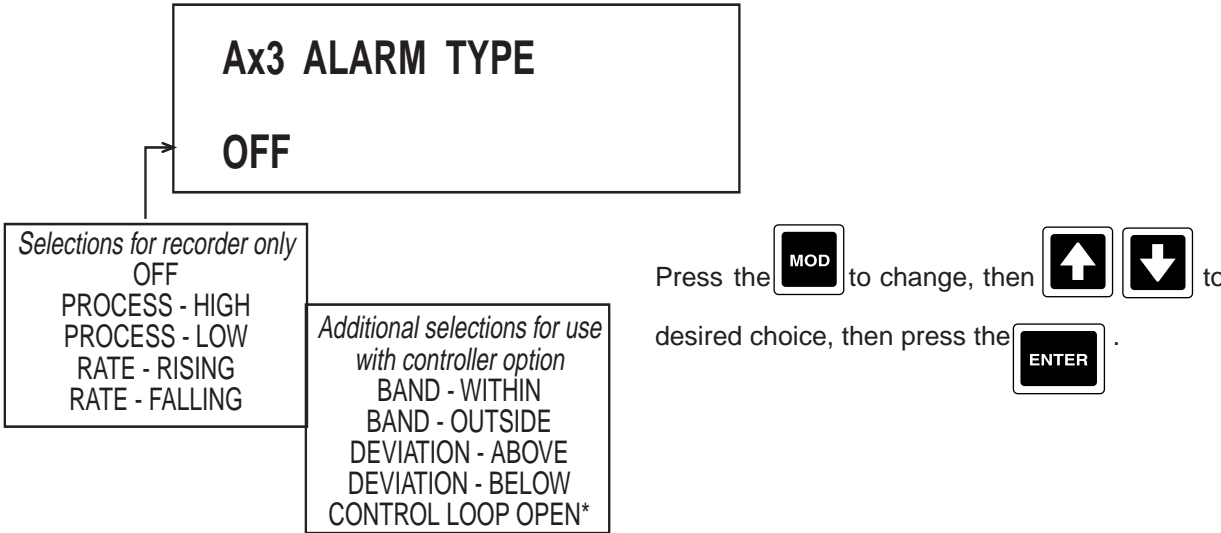 Ax3 ALARM TYPE
OFF
Selections for recorder only
OFF
PROCESS - HIGH
PROCESS - LOW
RATE - RISING
RATE - FALLING
Additional selections for use
with controller option
BAND - WITHIN
BAND - OUTSIDE
DEVIATION - ABOVE
DEVIATION - BELOW
CONTROL LOOP OPEN*
Press the MOD to change, then to
desired choice, then press the ENTER .